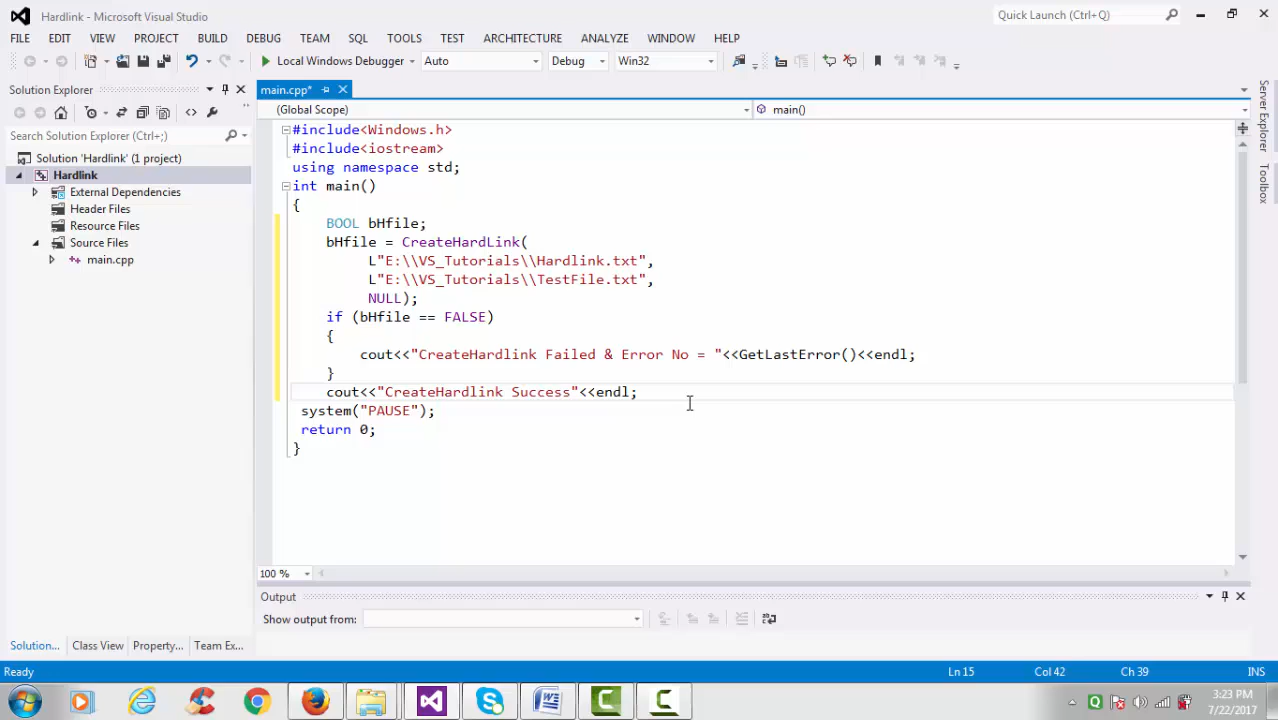 Hardlink - Microsoft Visual Studio
Quick Launch (Ctrl+Q)
FILE EDIT VIEW PROJECT BUILD DEBUG TEAM SQL TOOLS TEST ARCHITECTURE ANALYZE WINDOW HELP
Local Windows Debugger Auto Debug Win32
Solution Explorer
Search Solution Explorer (Ctrl+;)
Solution 'Hardlink' (1 project)
Hardlink
External Dependencies
Header Files
Resource Files
Source Files
main.cpp
main.cpp*
(Global Scope) main()
#include<Windows.h>
#include<iostream>
using namespace std;
int main()
{
BOOL bHfile;
bHfile = CreateHardLink(
L"E:\\VS_Tutorials\\Hardlink.txt",
L"E:\\VS_Tutorials\\TestFile.txt",
NULL);
if (bHfile == FALSE)
{
cout<<"CreateHardlink Failed & Error No = "<<GetLastError()<<endl;
}
cout<<"CreateHardlink Success"<<endl;
system("PAUSE");
return 0;
}
100 %
Output
Show output from:
Server Explorer
Toolbox
Solution... Class View Property... Team Ex...
Ready Ln 15 Col 42 Ch 39 INS
3:23 PM
7/22/2017